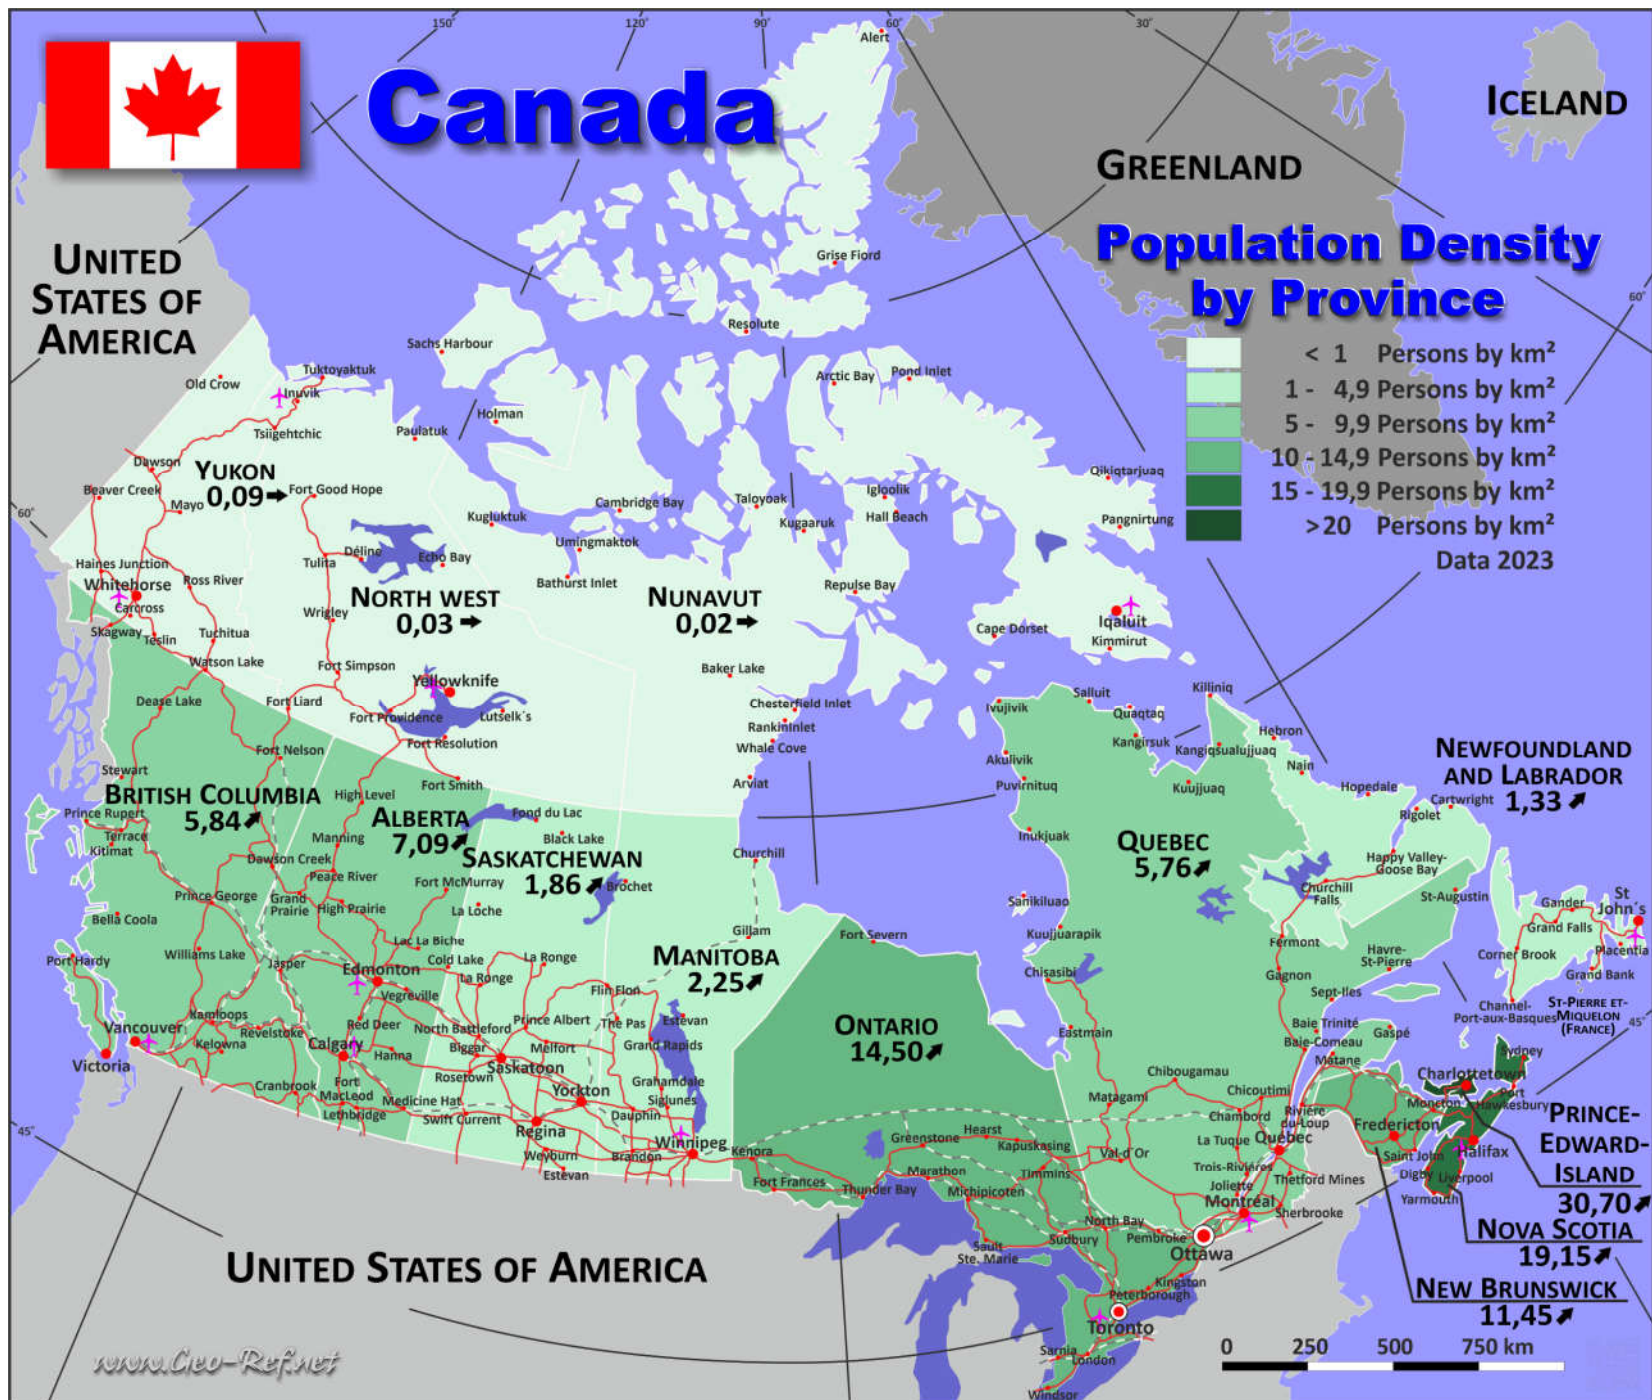 150°
120°
90°
60°
30°
Alert
Canada
ICELAND
GREENLAND
UNITED
STATES OF
AMERICA
Population Density
by Province
< 1 Persons by km²
1 - 4,9 Persons by km²
5 - 9,9 Persons by km²
10 - 14,9 Persons by km²
15 - 19,9 Persons by km²
>20 Persons by km²
Data 2023
60°
Grise Fiord
Resolute
Sachs Harbour
Tuktoyaktuk
Old Crow
Inuvik
Arctic Bay
Pond Inlet
Holman
Paulatuk
Tsiigehtchic
Dawson
YUKON
0,09
Beaver Creek
Mayo
Fort Good Hope
Cambridge Bay
Taloyoak
Igloolik
Qikiqtarjuaq
Kugluktuk
Kugaaruk
Hall Beach
Pangnirtung
60°
Umingmaktok
Déline
Echo Bay
Tulita
Haines Junction
Whitehorse
Ross River
Bathurst Inlet
Repulse Bay
NORTH WEST
0,03
NUNAVUT
0,02
Carcross
Wrigley
Skagway
Teslin
Tuchitua
Cape Dorset
Iqaluit
Kimmirut
Watson Lake
Fort Simpson
Baker Lake
Yellowknife
Dease Lake
Fort Liard
Fort Providence
Lutselk´s
Chesterfield Inlet
RankinInlet
Whale Cove
Ivujivik
Salluit
Killiniq
Quaqtaq
Fort Nelson
Fort Resolution
Kangirsuk
Kangiqsualujjuaq
Hebron
Stewart
Fort Smith
Arviat
Akulivik
Puvirnituq
Kuujjuaq
Nain
NEWFOUNDLAND
AND LABRADOR
1,33
BRITISH COLUMBIA
5,84
High Level
Hopedale
Cartwright
Rigolet
Prince Rupert
Terrace
Kitimat
ALBERTA
7,09
Fond du Lac
Black Lake
Manning
Inukjuak
QUEBEC
5,76
SASKATCHEWAN
1,86
Brochet
Churchill
Dawson Creek
Peace River
Fort McMurray
Happy Valley-
Goose Bay
Prince George
Grand
Prairie
High Prairie
La Loche
Churchill
Falls
St-Augustin
St
John´s
Bella Coola
Sanikiluao
Gander
Grand Falls
Gillam
Fort Severn
Kuujjuarapik
Lac La Biche
Williams Lake
Fermont
Havre-
St-Pierre
Corner Brook
Placentia
Port Hardy
Jasper
Edmonton
Cold Lake
La Ronge
La Ronge
MANITOBA
2,25
Chisasibi
Gagnon
Grand Bank
Vegreville
Flin Flon
Sept-Iles
Channel-
Port-aux-Basques
ST-PIERRE ET-
MIQUELON
(FRANCE)
45°
Vancouver
Kamloops
Revelstoke
Kelowna
Red Deer
North Battleford
Prince Albert
The Pas
Estevan
ONTARIO
14,50
Eastmain
Baie Trinité
Gaspé
Baie-Comeau
Matane
Victoria
Calgary
Hanna
Biggar
Melfort
Grand Rapids
Sydney
Saskatoon
Rosetown
Cranbrook
Fort
MacLeod
Lethbridge
Medicine Hat
Yorkton
Grahamdale
Siglunes
Chibougamau
Charlottetown
Port
Hawkesbury
Swift Current
Dauphin
Matagami
Chicoutimi
Chambord
Rivière
du-Loup
Moncton
PRINCE-
EDWARD-
ISLAND
30,70
45°
Regina
Winnipeg
Hearst
Greenstone
Kapuskasing
Fredericton
Weyburn
Brandon
Kenora
Val-d´Or
La Tuque
Québec
Saint John
Halifax
Estevan
Fort Frances
Marathon
Timmins
Trois-Rivières
Thetford Mines
Digby
Liverpool
Thunder Bay
Michipicoten
Joliette
Montréal
Sherbrooke
Yarmouth
NOVA SCOTIA
19,15
North Bay
Sudbury
Pembroke
Ottawa
Sault
Ste. Marie
UNITED STATES OF AMERICA
Kingston
Peterborough
NEW BRUNSWICK
11,45
Toronto
0 250 500 750 km
Sarnia
London
Windsor
www.Geo-Ref.net